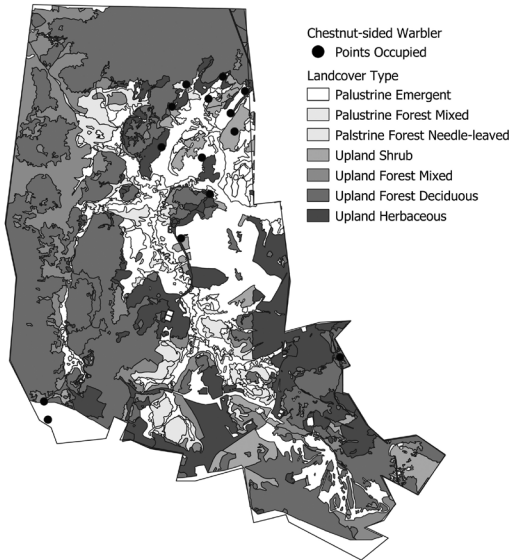 Chestnut-sided Warbler
Points Occupied
Landcover Type
Palustrine Emergent
Palustrine Forest Mixed
Palstrine Forest Needle-leaved
Upland Shrub
Upland Forest Mixed
Upland Forest Deciduous
Upland Herbaceous